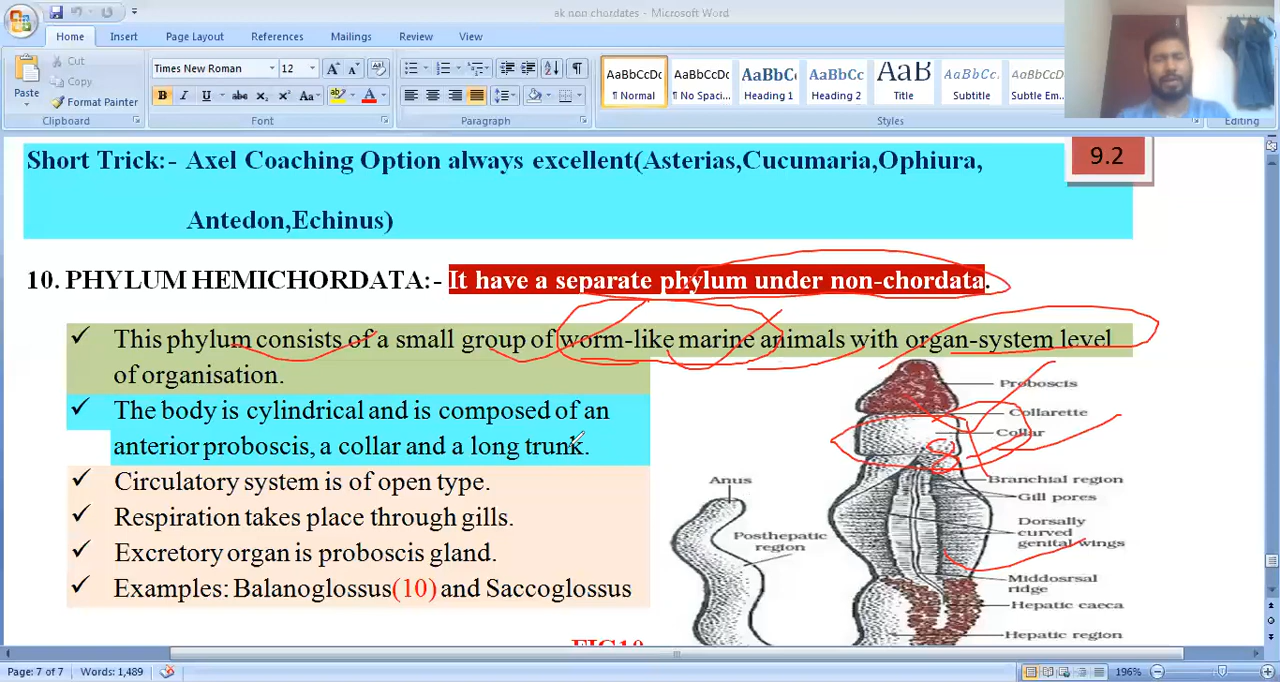 ak non chordates - Microsoft Word
Home Insert Page Layout References Mailings Review View
Paste
Cut
Copy
Format Painter
Clipboard
Times New Roman 12
Font
Paragraph
AaBbCcDc AaBbCcDc AaBbC AaBbCc AaB AaBbCcI AaBbCcDc
¶ Normal ¶ No Spaci... Heading 1 Heading 2 Title Subtitle Subtle Em...
Styles
Editing
Short Trick:- Axel Coaching Option always excellent(Asterias,Cucumaria,Ophiura,
Antedon,Echinus)
9.2
10. PHYLUM HEMICHORDATA:- It have a separate phylum under non-chordata.
✓ This phylum consists of a small group of worm-like marine animals with organ-system level
of organisation.
✓ The body is cylindrical and is composed of an
anterior proboscis, a collar and a long trunk.
✓ Circulatory system is of open type.
✓ Respiration takes place through gills.
✓ Excretory organ is proboscis gland.
✓ Examples: Balanoglossus(10) and Saccoglossus
Proboscis
Collarette
Collar
Branchial region
Gill pores
Dorsally
curved
genital wings
Middosrsal
ridge
Hepatic caeca
Hepatic region
Anus
Posthepatic
region
Page: 7 of 7 Words: 1,489 196%